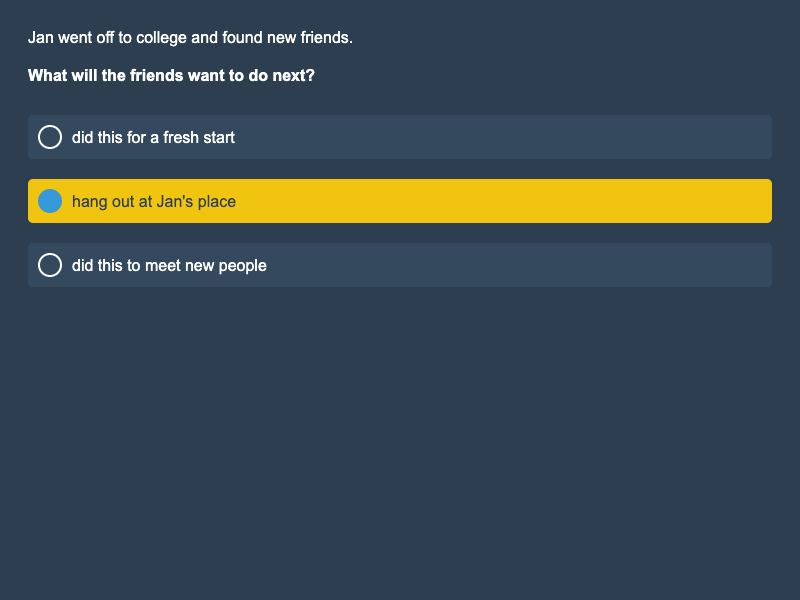 Jan went off to college and found new friends.
What will the friends want to do next?
did this for a fresh start
hang out at Jan's place
did this to meet new people